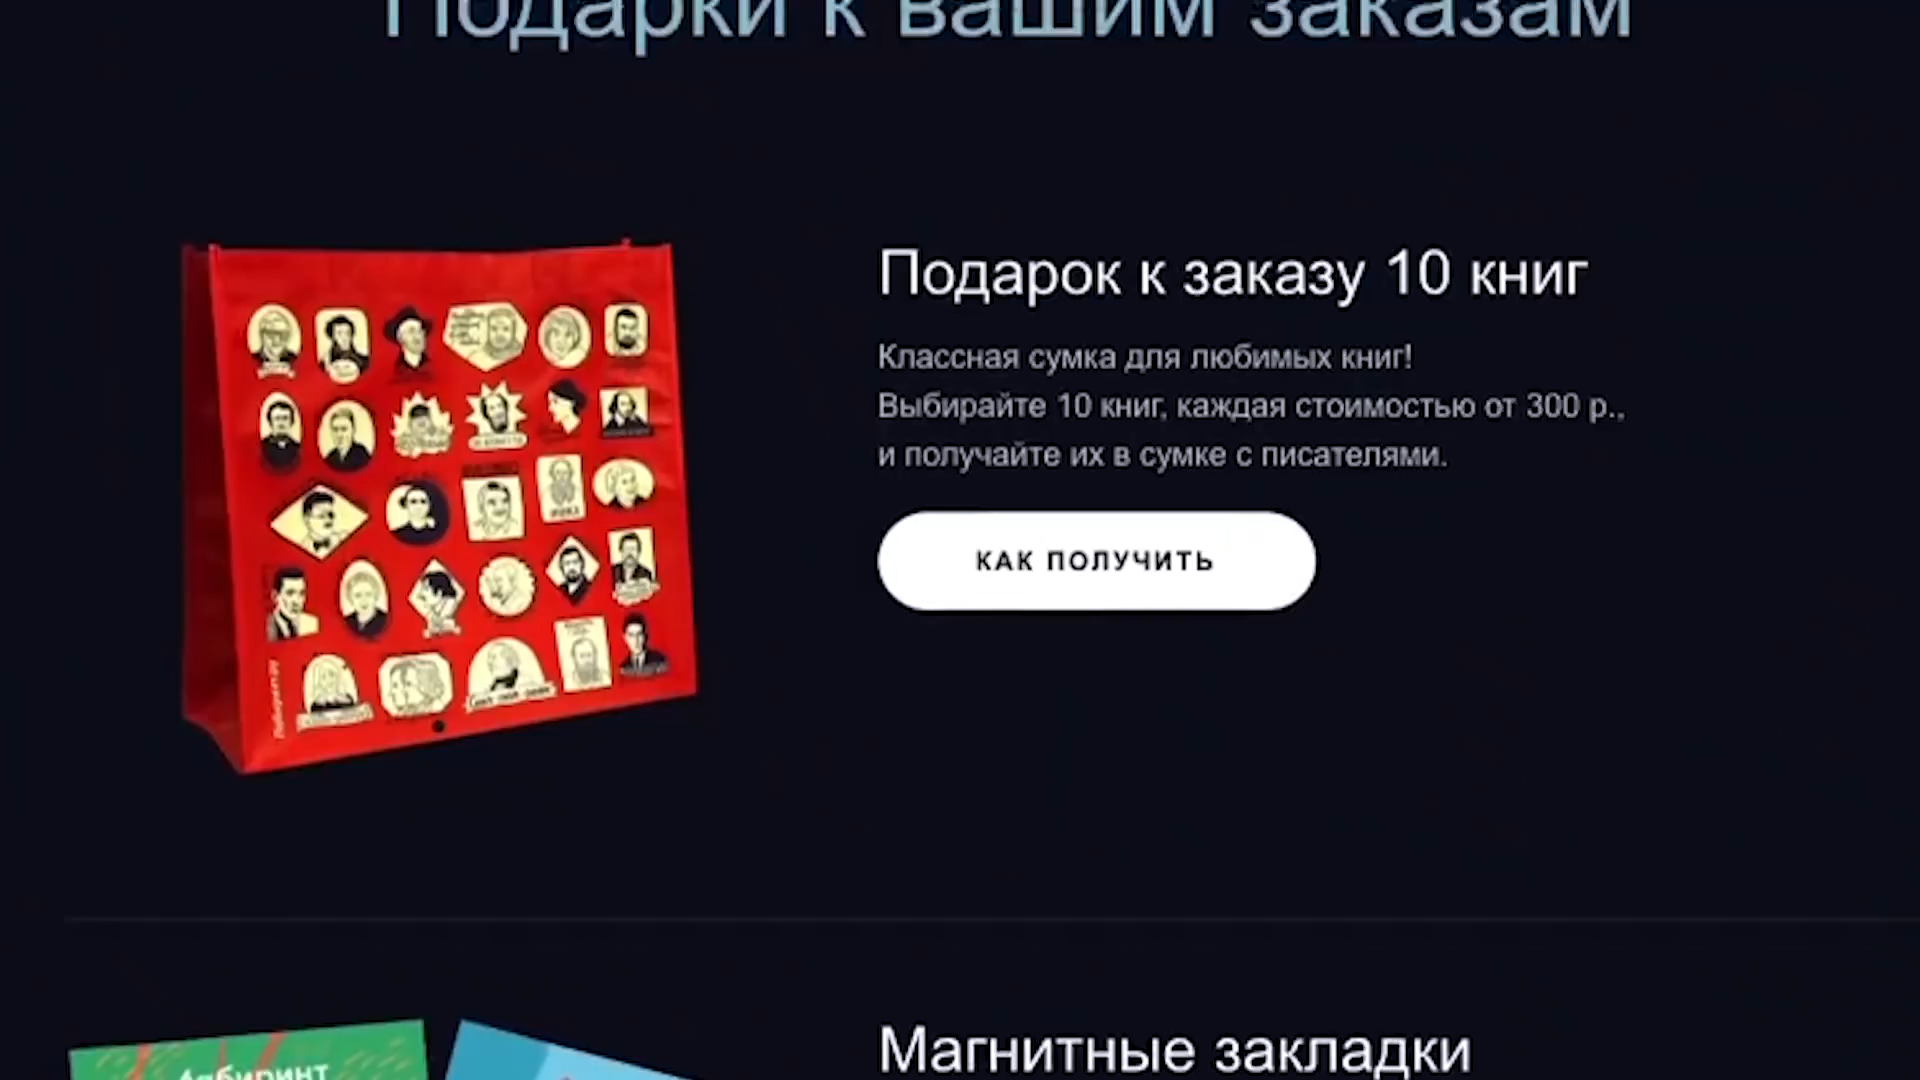 Подарки к вашим заказам
Подарок к заказу 10 книг
Классная сумка для любимых книг!
Выбирайте 10 книг, каждая стоимостью от 300 р.,
и получайте их в сумке с писателями.
КАК ПОЛУЧИТЬ
Магнитные закладки
лабиринт